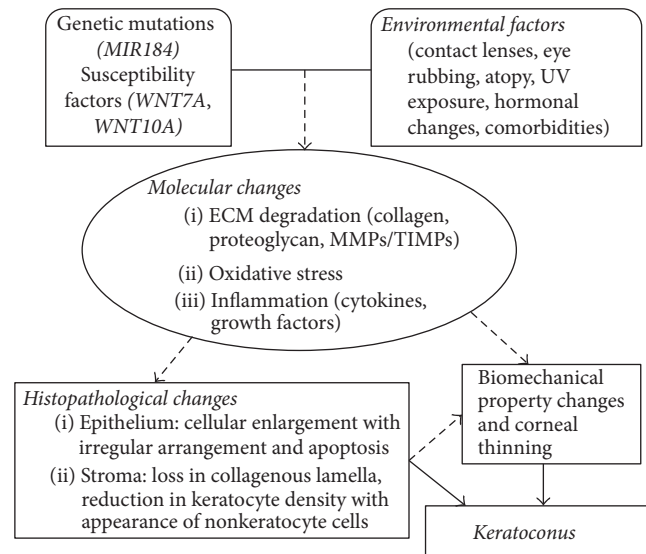 Genetic mutations
(MIR184)
Susceptibility
factors (WNT7A,
WNT10A)
Environmental factors
(contact lenses, eye
rubbing, atopy, UV
exposure, hormonal
changes, comorbidities)
Molecular changes
(i) ECM degradation (collagen,
proteoglycan, MMPs/TIMPs)
(ii) Oxidative stress
(iii) Inflammation (cytokines,
growth factors)
Histopathological changes
(i) Epithelium: cellular enlargement with
irregular arrangement and apoptosis
(ii) Stroma: loss in collagenous lamella,
reduction in keratocyte density with
appearance of nonkeratocyte cells
Biomechanical
property changes
and corneal
thinning
Keratoconus